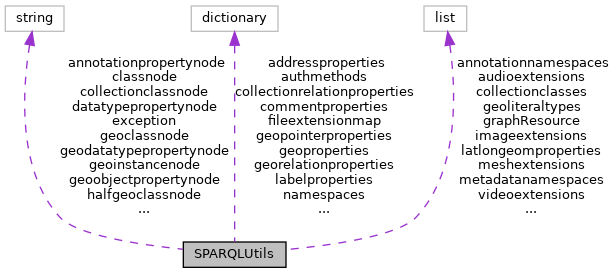 string
dictionary
list
annotationpropertynode
classnode
collectionclassnode
datatypepropertynode
exception
geoclassnode
geodatatypepropertynode
geoinstancenode
geoobjectpropertynode
halfgeoclassnode
...
addressproperties
authmethods
collectionrelationproperties
commentproperties
fileextensionmap
geopointerproperties
geoproperties
georelationproperties
labelproperties
namespaces
...
annotationnamespaces
audioextensions
collectionclasses
geoliteraltypes
graphResource
imageextensions
latlongeomproperties
meshextensions
metadatanamespaces
videoextensions
...
SPARQLUtils